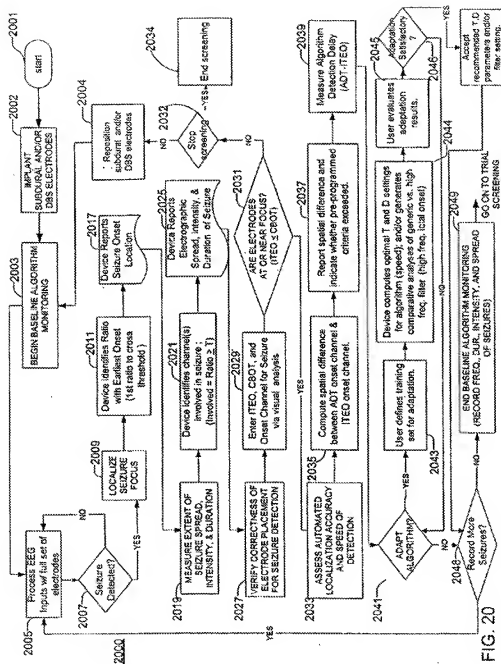 2001
start
2002
IMPLANT
SUBDURAL AND/OR
DBS ELECTRODES
2003
BEGIN BASELINE ALGORITHM
MONITORING
2004
Reposition
subdural and/or
DBS electrodes
2005
Process EEG
Inputs w/ full set of
electrodes
2007
Seizure
Detected?
NO
YES
2000
2009
LOCALIZE
SEIZURE
FOCUS
2011
Device identifies Ratio
with Earliest Onset
(1st ratio to cross
threshold)
2017
Device Reports
Seizure Onset
Location
2019
MEASURE EXTENT OF
SEIZURE SPREAD,
INTENSITY, & DURATION
2021
Device identifies channel(s)
involved in seizure;
(Involved = Ratio ≥ T)
2025
Device Reports
Electrographic
Spread, Intensity, &
Duration of Seizure
2027
VERIFY CORRECTNESS OF
ELECTRODE PLACEMENT
FOR SEIZURE DETECTION
2029
Enter ITEO, CBOT, and
Onset Channel for Seizure
via visual analysis
2031
ARE ELECTRODES
AT OR NEAR FOCUS?
(ITEO ≤ CBOT)
NO
YES
2032
Stop
screening
NO
YES
2034
End screening
2033
ASSESS AUTOMATED
LOCALIZATION ACCURACY
AND SPEED OF
DETECTION
2035
Compute spatial difference
between ADT onset channel &
ITEO onset channel.
2037
Report spatial difference and
indicate whether pre-programmed
criteria exceeded.
2039
Measure Algorithm
Detection Delay
(ADT-ITEO)
2041
ADAPT
ALGORITHM?
YES
NO
2043
User defines training
set for adaptation.
2044
Device computes optimal T and D settings
for algorithm (speed); and/or generates
comparative analyses of generic vs. high
freq. filter (high freq. local onset)
2045
User evaluates
adaptation
results.
2046
Adaptation
Satisfactory
?
YES
NO
Accept
recommended T,D
parameters and/or
filter setting.
2048
Record More
Seizures?
YES
NO
2049
END BASELINE ALGORITHM MONITORING
(RECORD FREQ., DUR., INTENSITY, AND SPREAD
OF SEIZURES)
GO ON TO TRIAL
SCREENING
FIG. 20